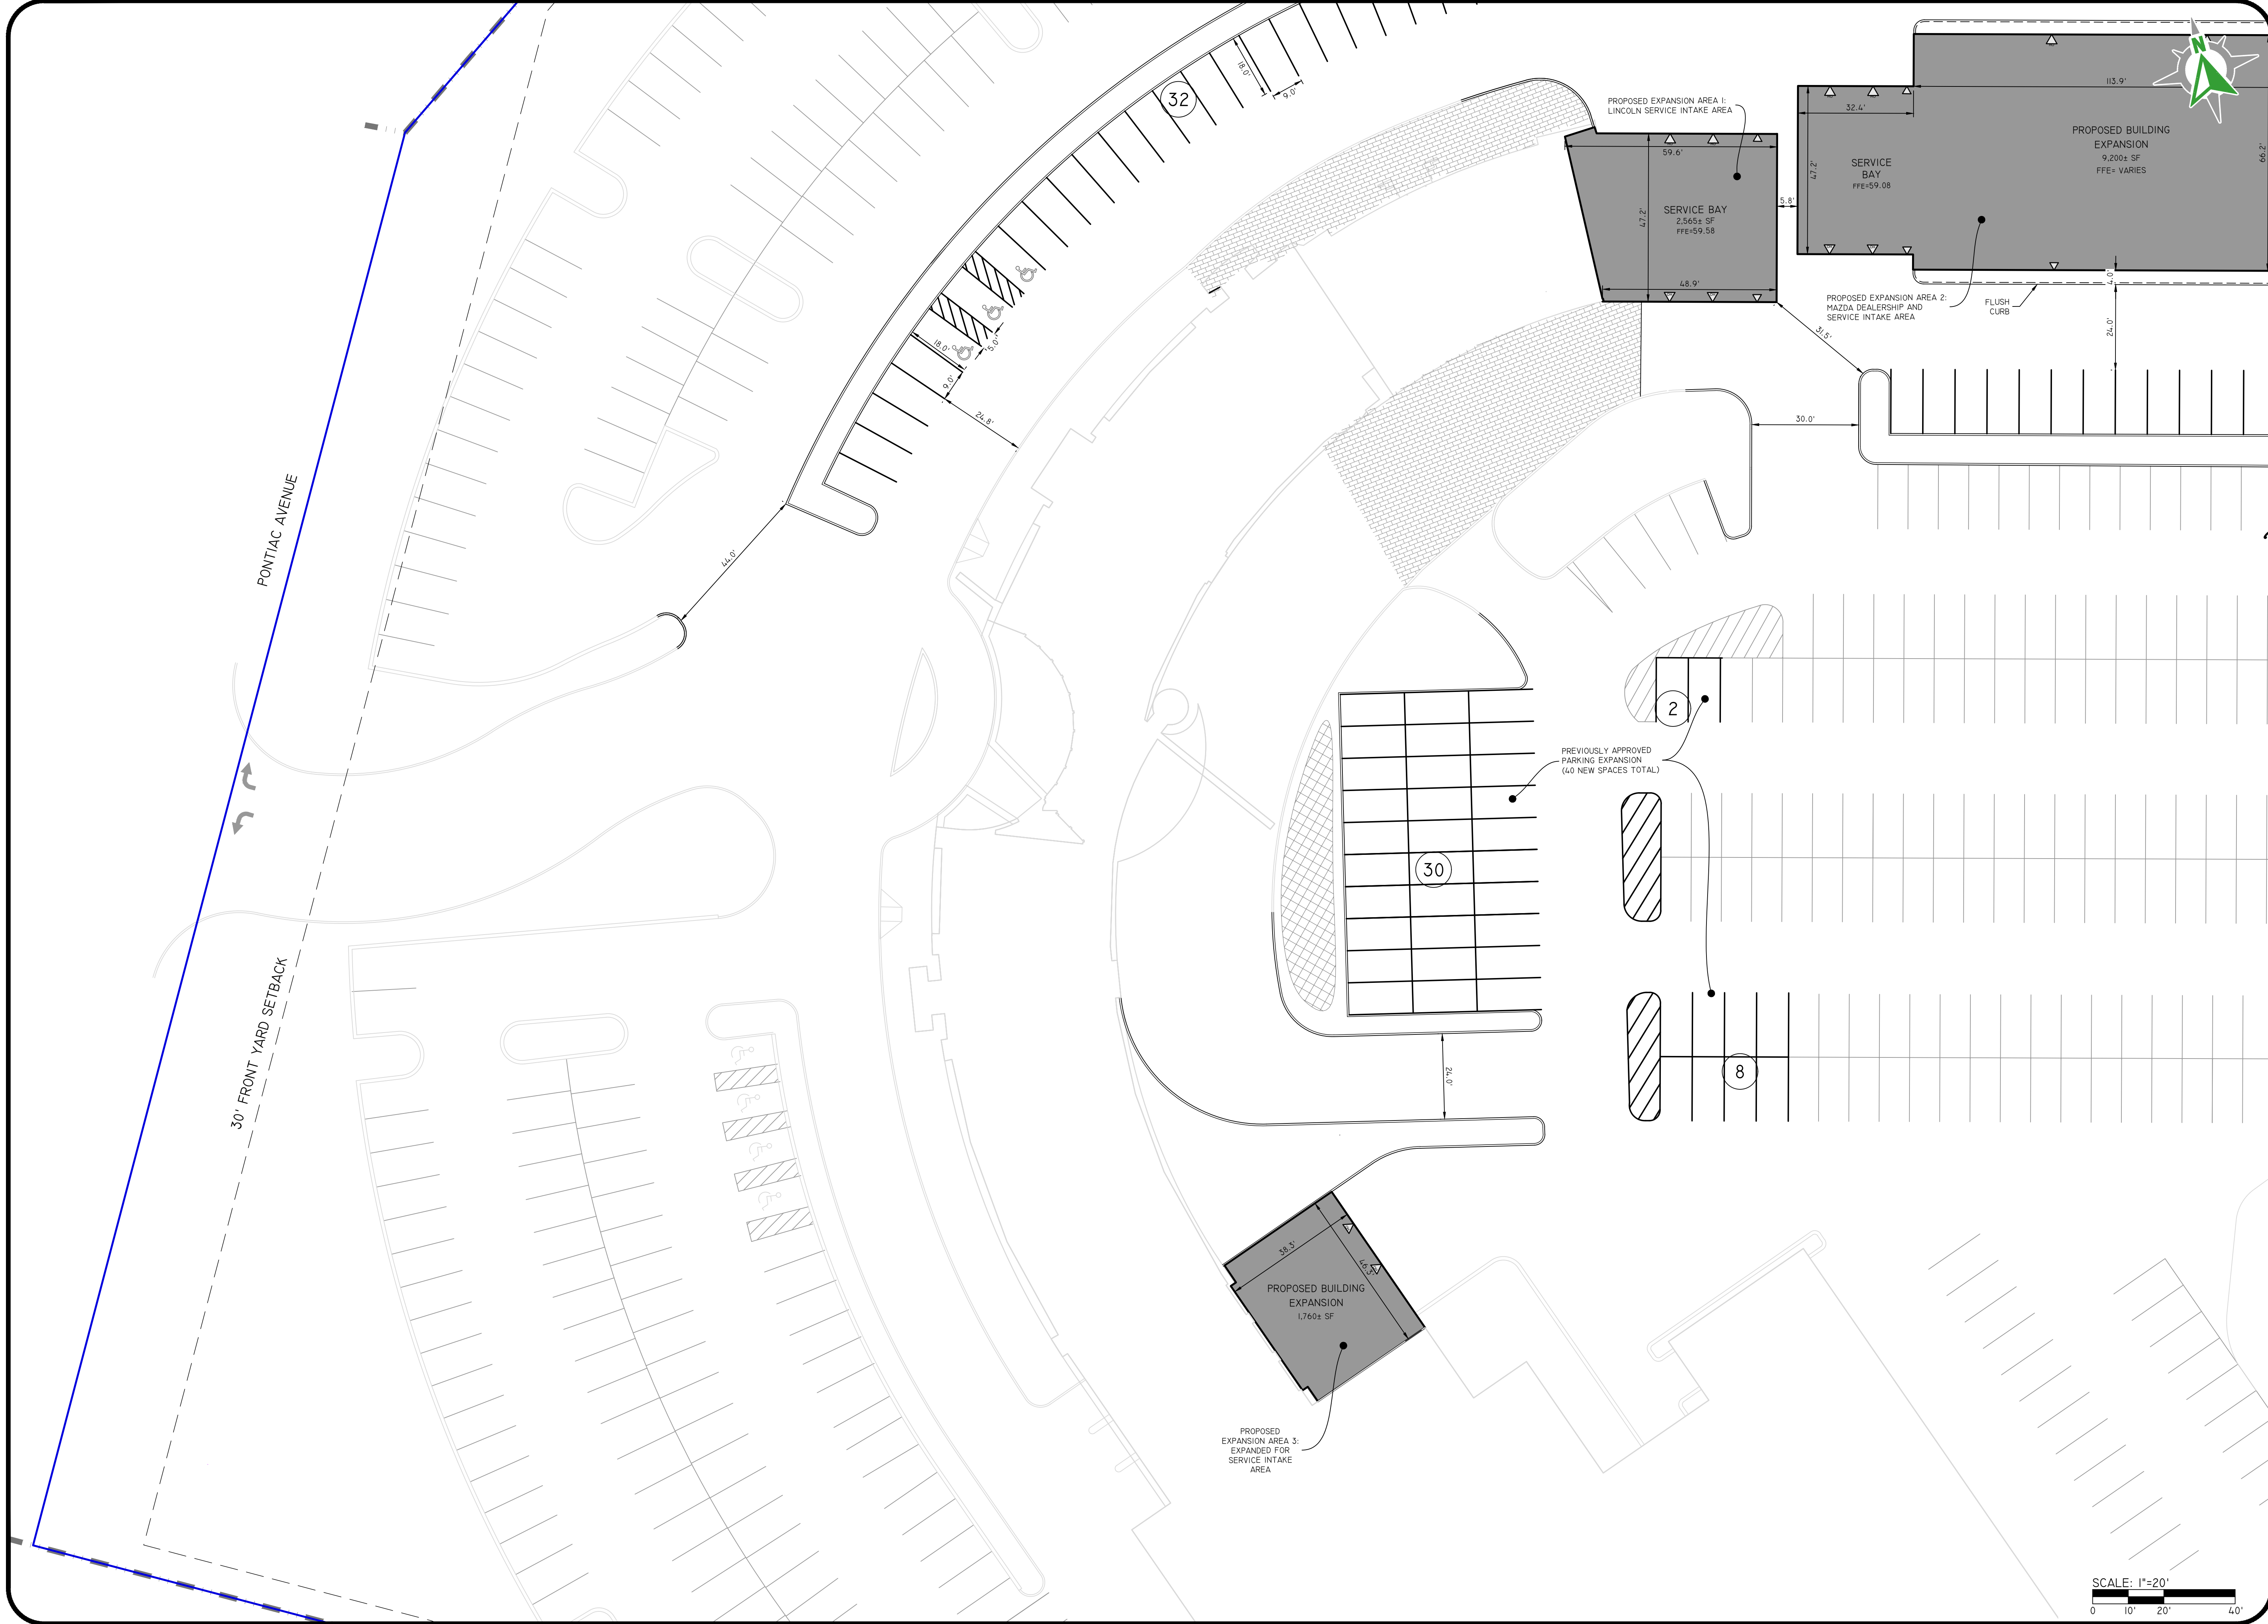 N
113.9'
32.4'
47.2'
SERVICE
BAY
FFE=59.08
PROPOSED BUILDING
EXPANSION
9,200± SF
FFE= VARIES
66.2'
PROPOSED EXPANSION AREA 1:
LINCOLN SERVICE INTAKE AREA
59.6'
47.2'
SERVICE BAY
2,565± SF
FFE=59.58
48.9'
5.8'
PROPOSED EXPANSION AREA 2:
MAZDA DEALERSHIP AND
SERVICE INTAKE AREA
FLUSH
CURB
4.0'
24.0'
31.5'
30.0'
18.0'
9.0'
32
18.0'
5.0'
9.0'
24.8'
44.0'
PONTIAC AVENUE
30' FRONT YARD SETBACK
2
PREVIOUSLY APPROVED
PARKING EXPANSION
(40 NEW SPACES TOTAL)
30
8
24.0'
38.3'
46.5'
PROPOSED BUILDING
EXPANSION
1,760± SF
PROPOSED
EXPANSION AREA 3:
EXPANDED FOR
SERVICE INTAKE
AREA
SCALE: 1"=20'
0 10' 20' 40'